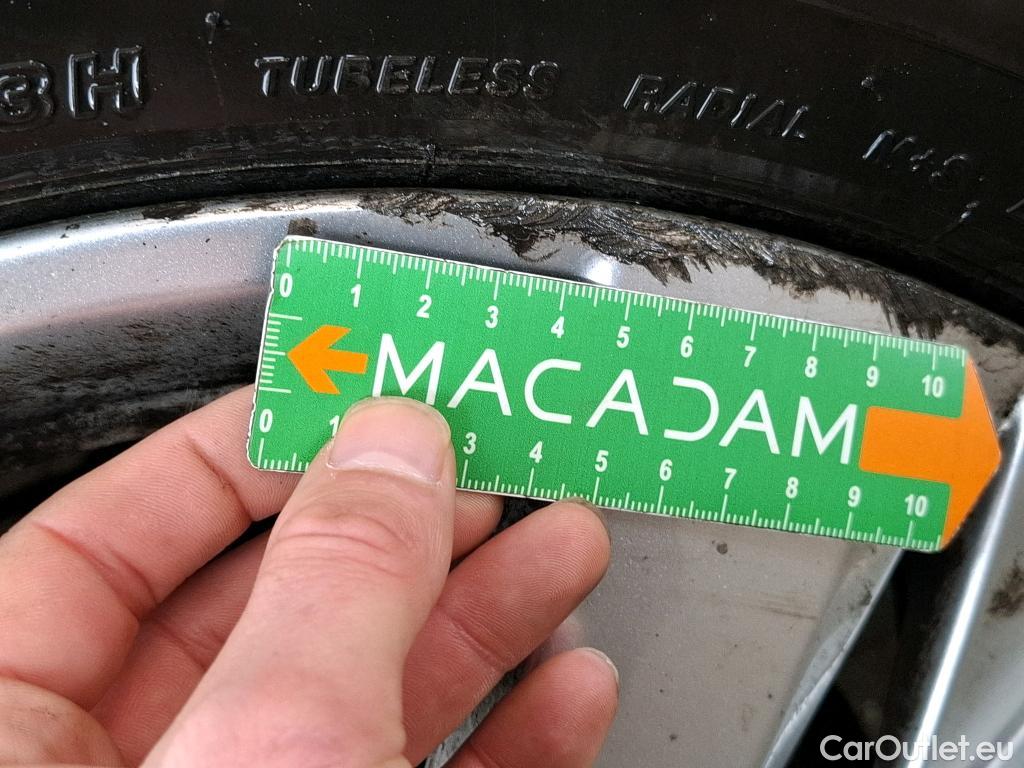 3H TUBELESS RADIAL M+S
0 1 2 3 4 5 6 7 8 9 10
MACADAM
0 1 3 4 5 6 7 8 9 10
CarOutlet.eu